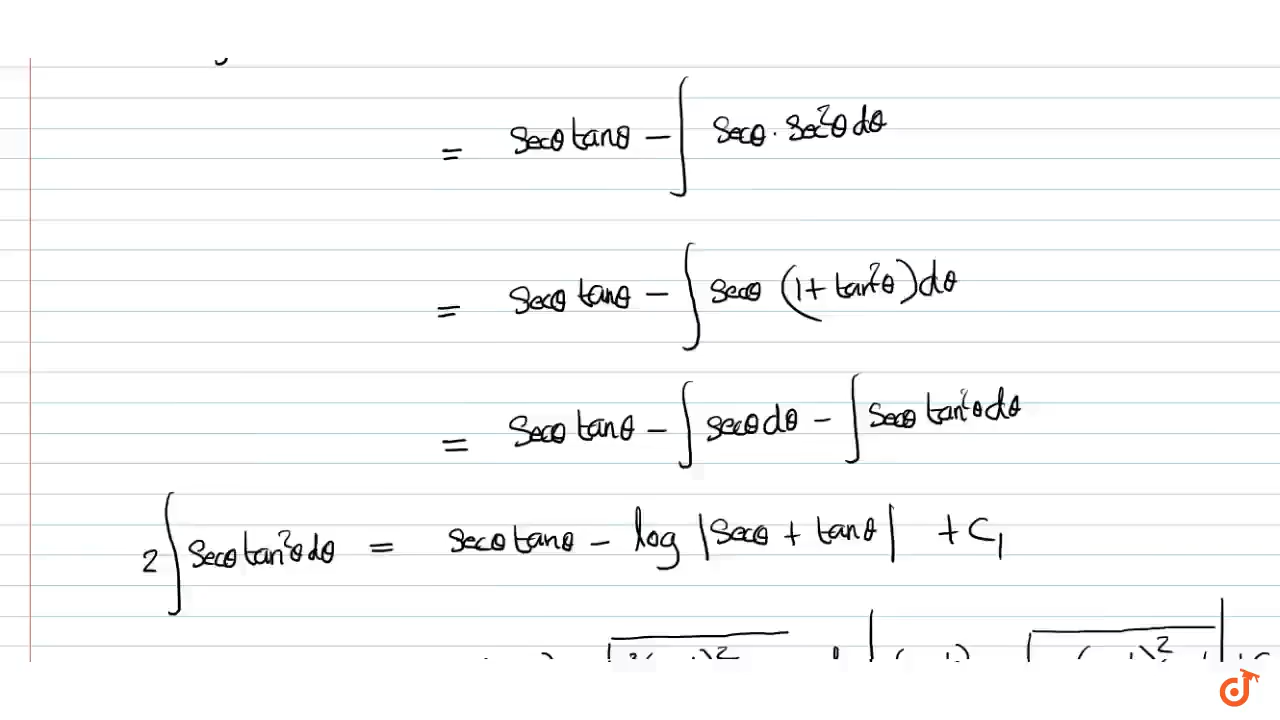 = secθ tanθ − ∫ secθ · sec²θ dθ
= secθ tanθ − ∫ secθ (1 + tan²θ) dθ
= secθ tanθ − ∫ secθ dθ − ∫ secθ tan²θ dθ
2 ∫ secθ tan²θ dθ = secθ tanθ − log |secθ + tanθ| + C₁